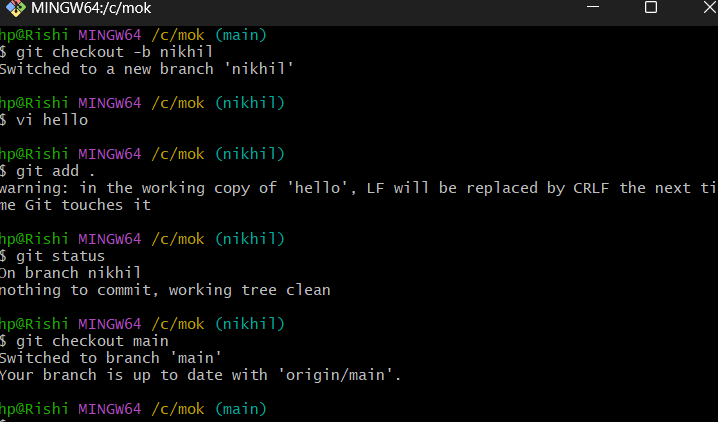 MINGW64:/c/mok
hp@Rishi MINGW64 /c/mok (main)
$ git checkout -b nikhil
Switched to a new branch 'nikhil'
hp@Rishi MINGW64 /c/mok (nikhil)
$ vi hello
hp@Rishi MINGW64 /c/mok (nikhil)
$ git add .
warning: in the working copy of 'hello', LF will be replaced by CRLF the next ti
me Git touches it
hp@Rishi MINGW64 /c/mok (nikhil)
$ git status
On branch nikhil
nothing to commit, working tree clean
hp@Rishi MINGW64 /c/mok (nikhil)
$ git checkout main
Switched to branch 'main'
Your branch is up to date with 'origin/main'.
hp@Rishi MINGW64 /c/mok (main)